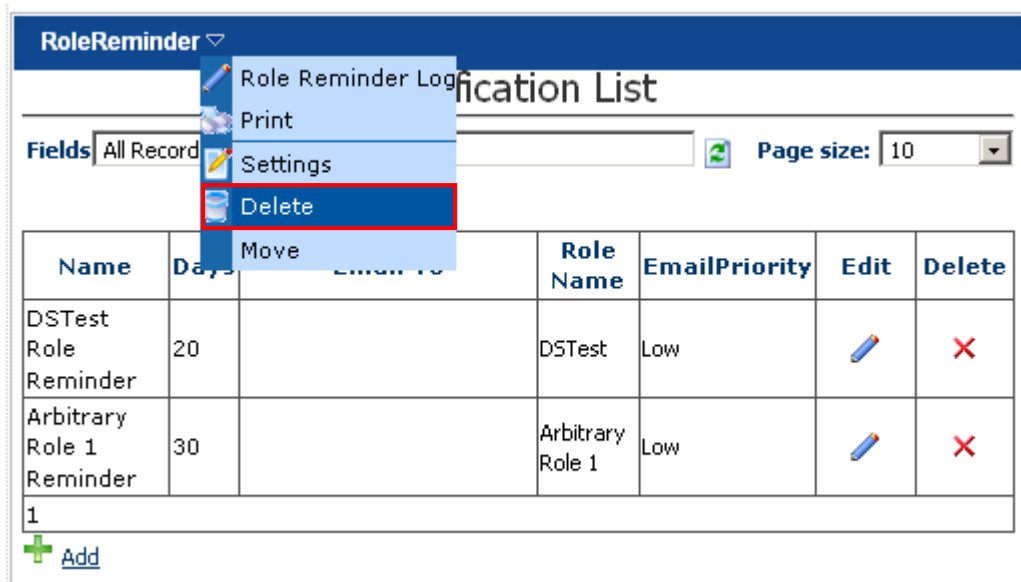 RoleReminder
Role Reminder Log
fication List
Print
Fields All Record
Page size: 10
Settings
Delete
Move
Name
Days
Role
Name
EmailPriority
Edit
Delete
DSTest
Role
Reminder
20
DSTest
Low
Arbitrary
Role 1
Reminder
30
Arbitrary
Role 1
Low
1
Add